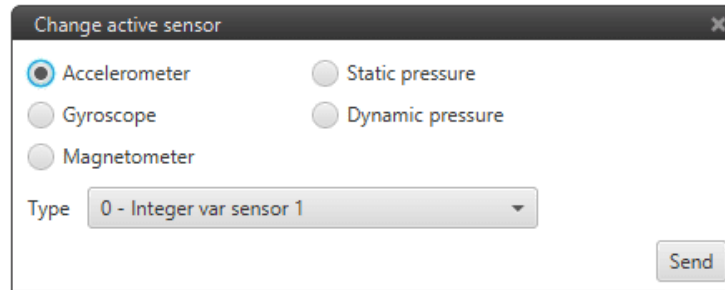 Change active sensor
Accelerometer Static pressure
Gyroscope Dynamic pressure
Magnetometer
Type 0 - Integer var sensor 1
Send